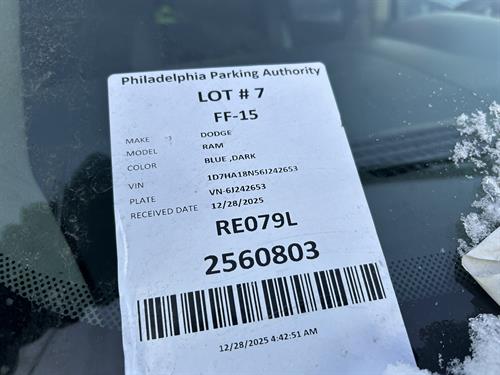 Philadelphia Parking Authority
LOT # 7
FF-15
MAKE DODGE
MODEL RAM
COLOR BLUE ,DARK
VIN 1D7HA18N56J242653
PLATE VN-6J242653
RECEIVED DATE 12/28/2025
RE079L
2560803
12/28/2025 4:42:51 AM